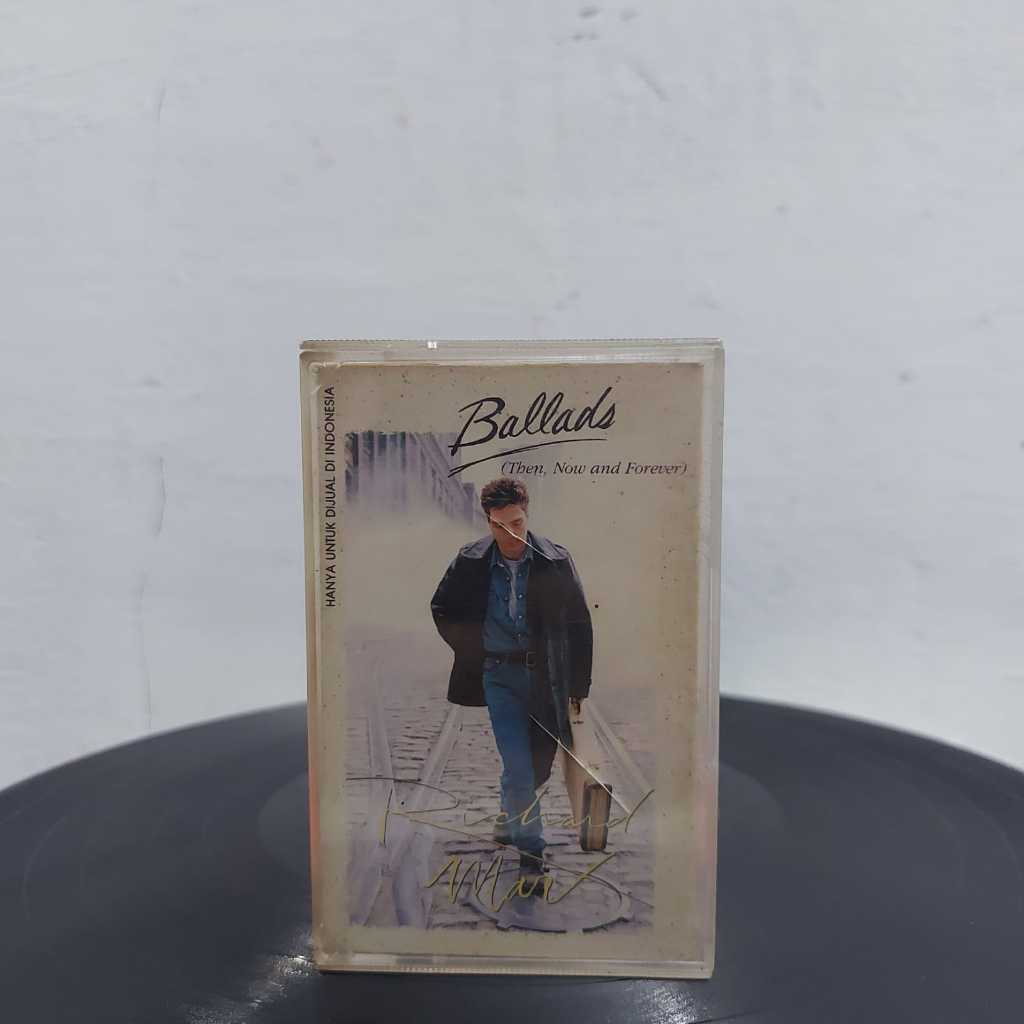 HANYA UNTUK DIJUAL DI INDONESIA
Ballads
(Then, Now and Forever)
Richard
Marx